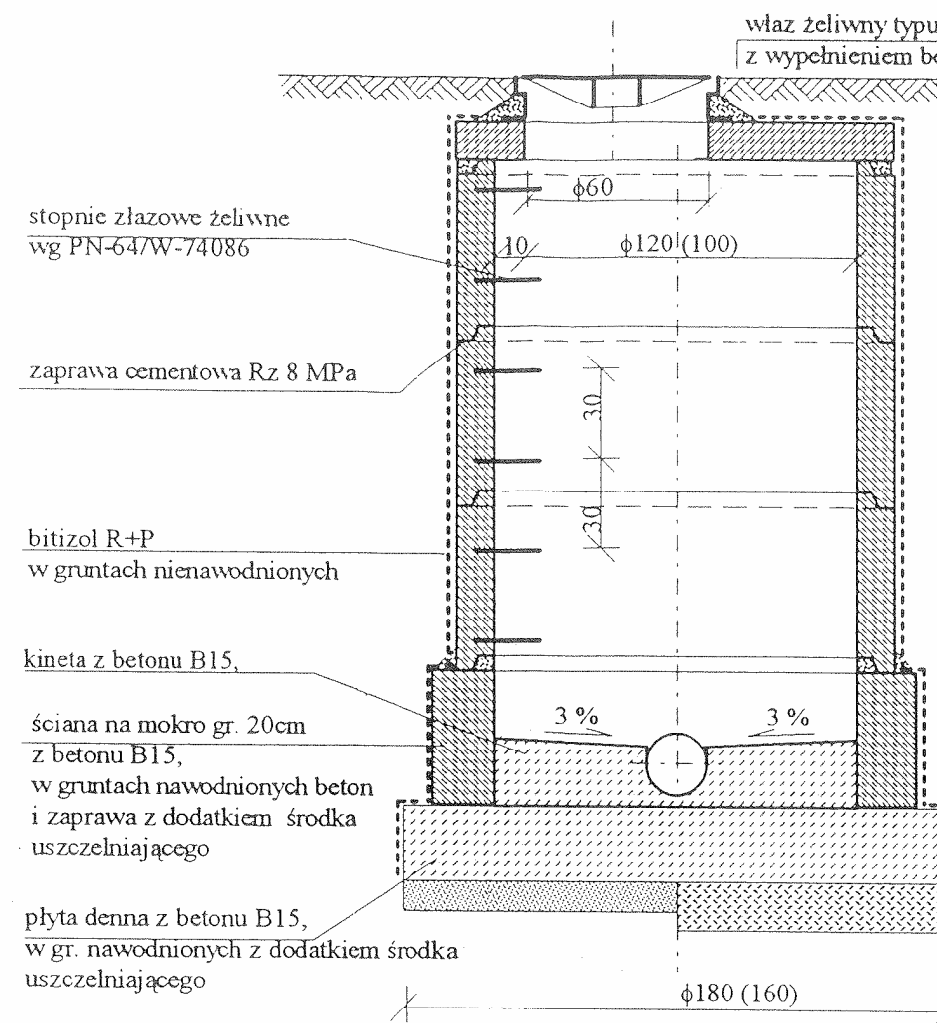 właz żeliwny typu
z wypełnieniem
ϕ60
stopnie złazowe żeliwne
wg PN-64/W-74086
10
ϕ120 (100)
zaprawa cementowa Rz 8 MPa
30
30
bitizol R+P
w gruntach nienawodnionych
kineta z betonu B15,
ściana na mokro gr. 20cm
z betonu B15,
w gruntach nawodnionych beton
i zaprawa z dodatkiem środka
uszczelniającego
3 %
3 %
płyta denna z betonu B15,
w gr. nawodnionych z dodatkiem środka
uszczelniającego
ϕ180 (160)